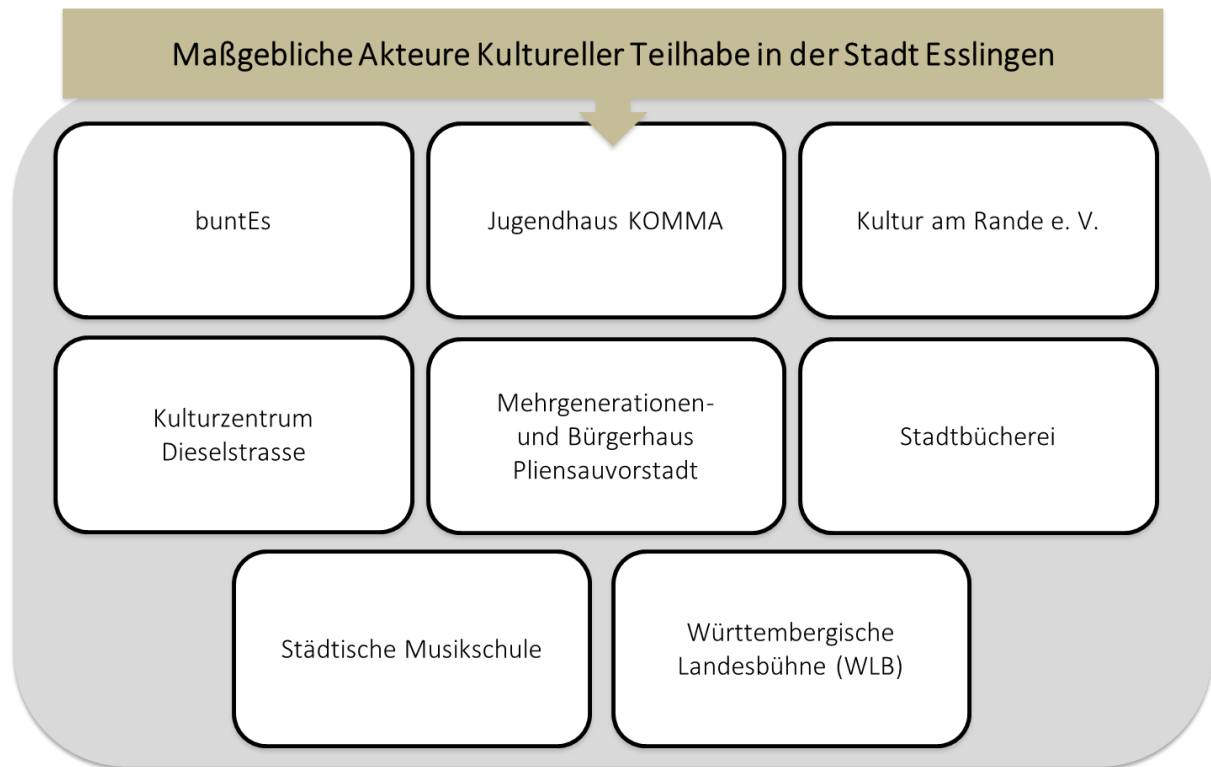 Maßgebliche Akteure Kultureller Teilhabe in der Stadt Esslingen
buntEs
Jugendhaus KOMMA
Kultur am Rande e. V.
Kulturzentrum
Dieselstrasse
Mehrgenerationen-
und Bürgerhaus
Pliensauvorstadt
Stadtbücherei
Städtische Musikschule
Württembergische
Landesbühne (WLB)